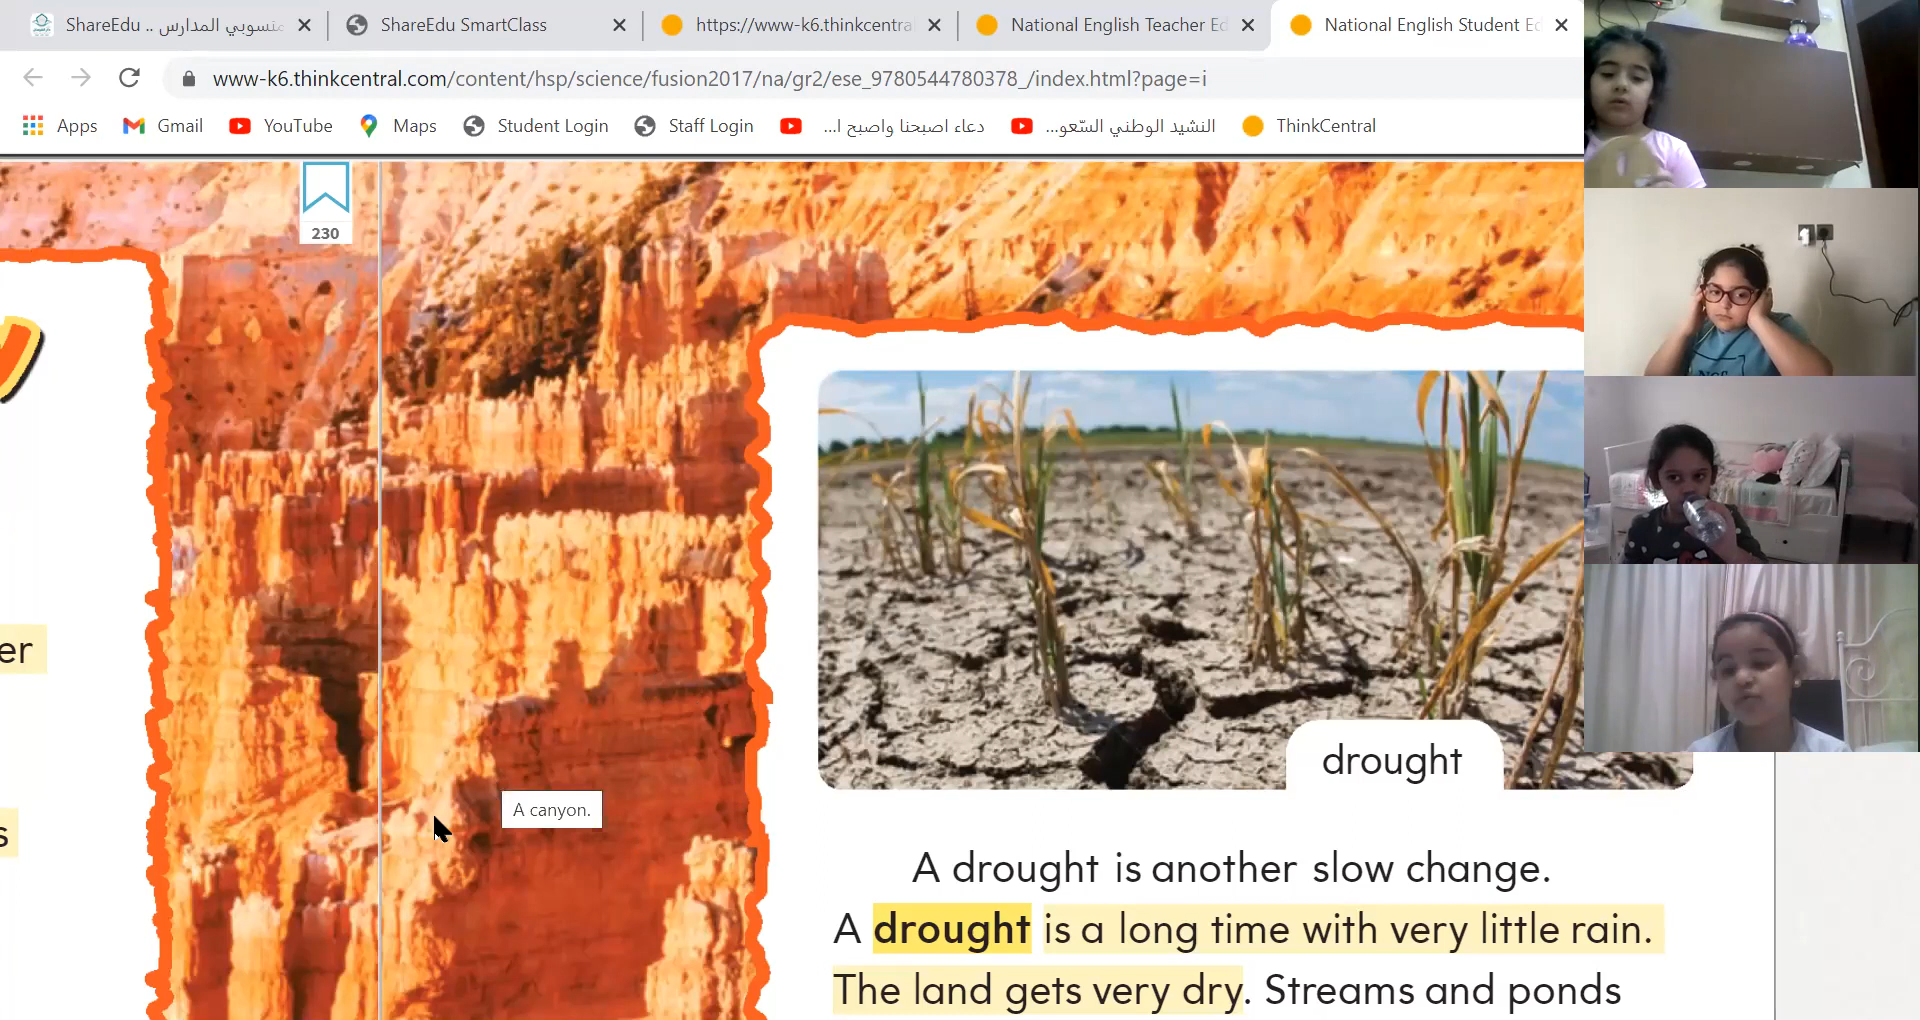 ShareEdu .. منسوبي المدارس
ShareEdu SmartClass
https://www-k6.thinkcentral
National English Teacher Ed
National English Student Ed
www-k6.thinkcentral.com/content/hsp/science/fusion2017/na/gr2/ese_9780544780378_/index.html?page=i
Apps
Gmail
YouTube
Maps
Student Login
Staff Login
دعاء اصبحنا واصبح ا...
النشيد الوطني السّعو...
ThinkCentral
230
y
er
s
A canyon.
drought
A drought is another slow change.
A drought is a long time with very little rain.
The land gets very dry. Streams and ponds